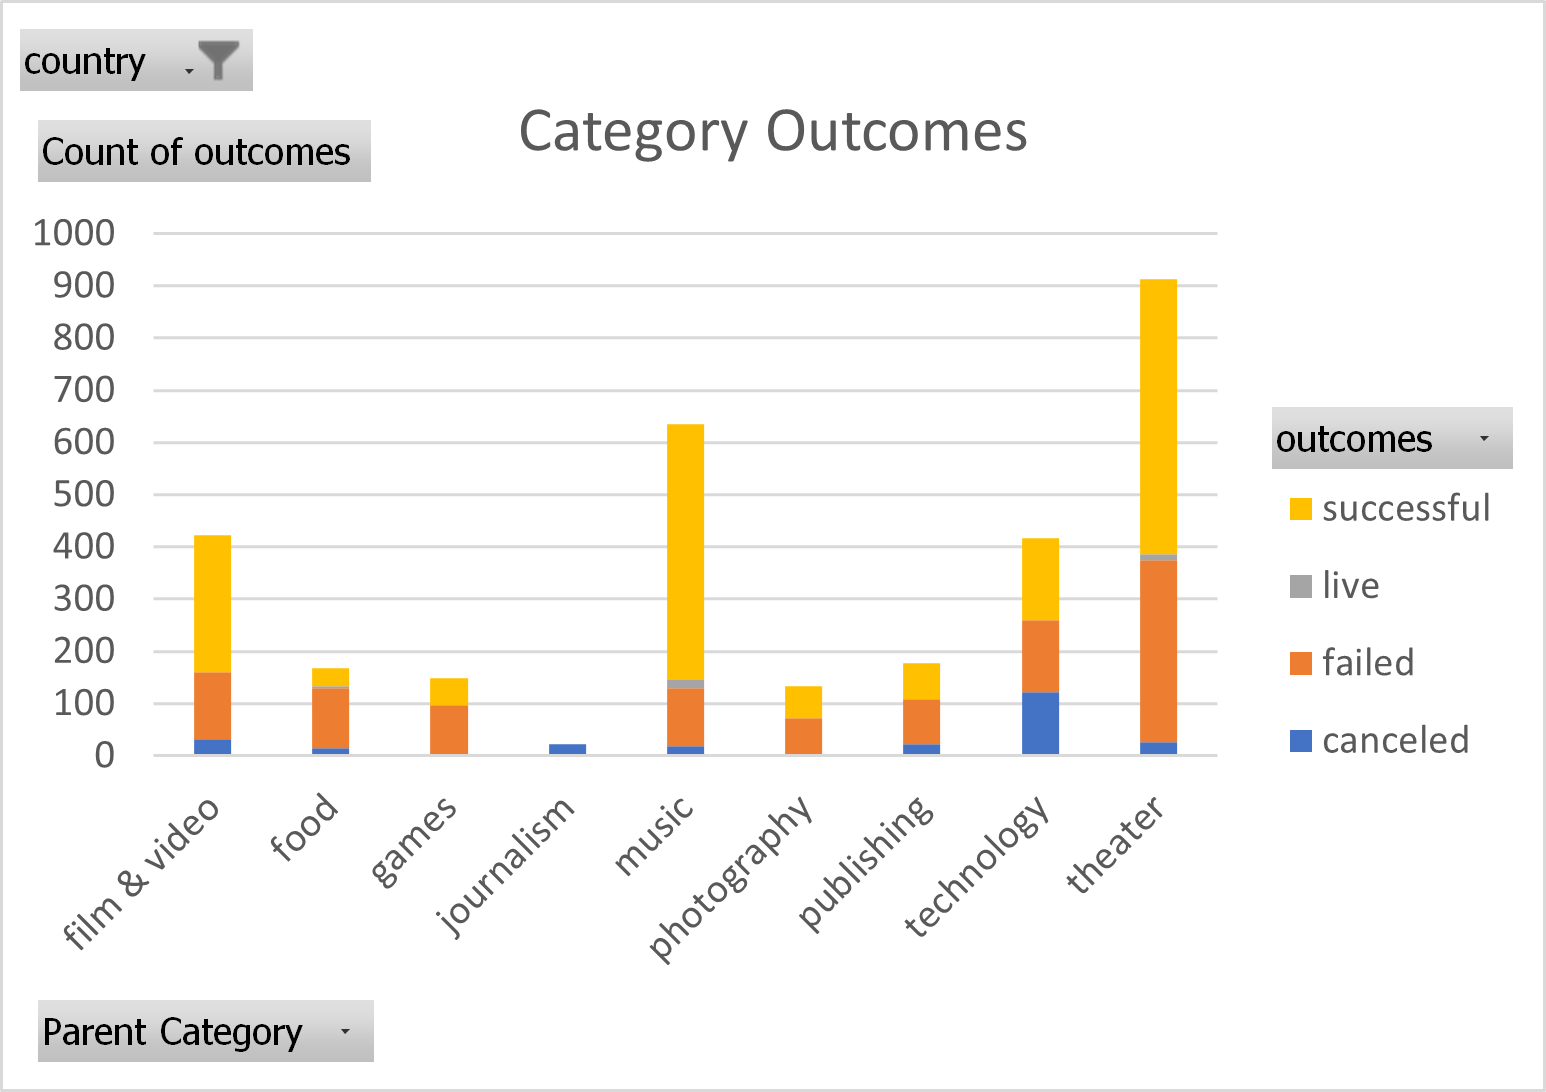 country
Count of outcomes
Category Outcomes
1000
900
800
700
600
500
400
300
200
100
0
film & video
food
games
journalism
music
photography
publishing
technology
theater
outcomes
successful
live
failed
canceled
Parent Category